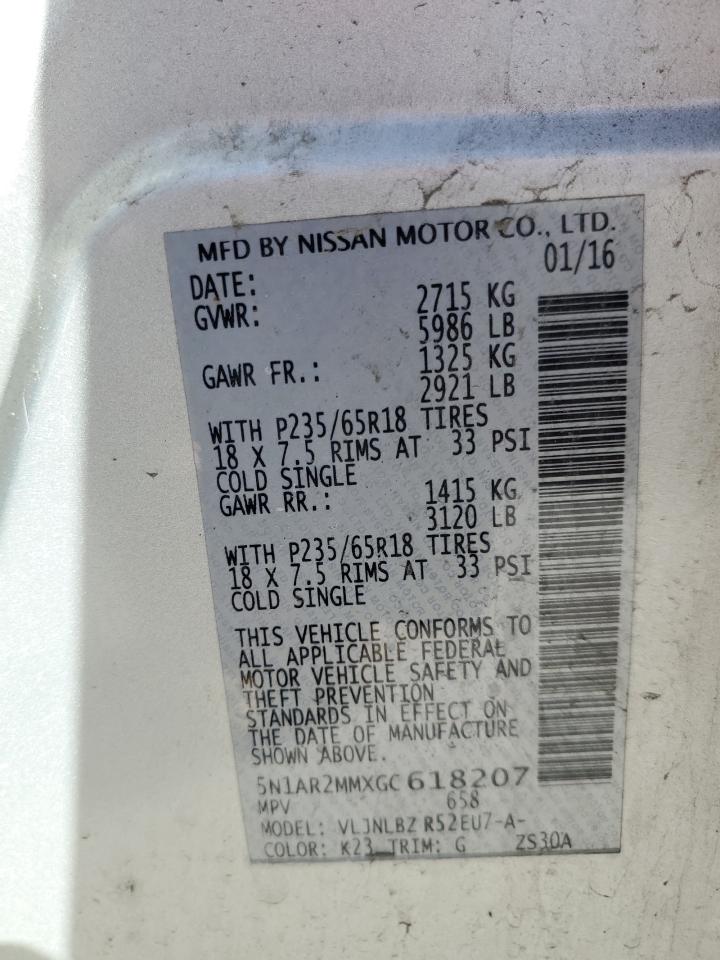 MFD BY NISSAN MOTOR CO., LTD.
DATE: 01/16
GVWR: 2715 KG
5986 LB
GAWR FR.: 1325 KG
2921 LB
WITH P235/65R18 TIRES
18 X 7.5 RIMS AT 33 PSI
COLD SINGLE
GAWR RR.: 1415 KG
3120 LB
WITH P235/65R18 TIRES
18 X 7.5 RIMS AT 33 PSI
COLD SINGLE
THIS VEHICLE CONFORMS TO
ALL APPLICABLE FEDERAL
MOTOR VEHICLE SAFETY AND
THEFT PREVENTION
STANDARDS IN EFFECT ON
THE DATE OF MANUFACTURE
SHOWN ABOVE.
5N1AR2MMXGC618207
MPV 658
MODEL: VLJNLBZ R52EU7-A-
COLOR: K23 TRIM: G ZS30A